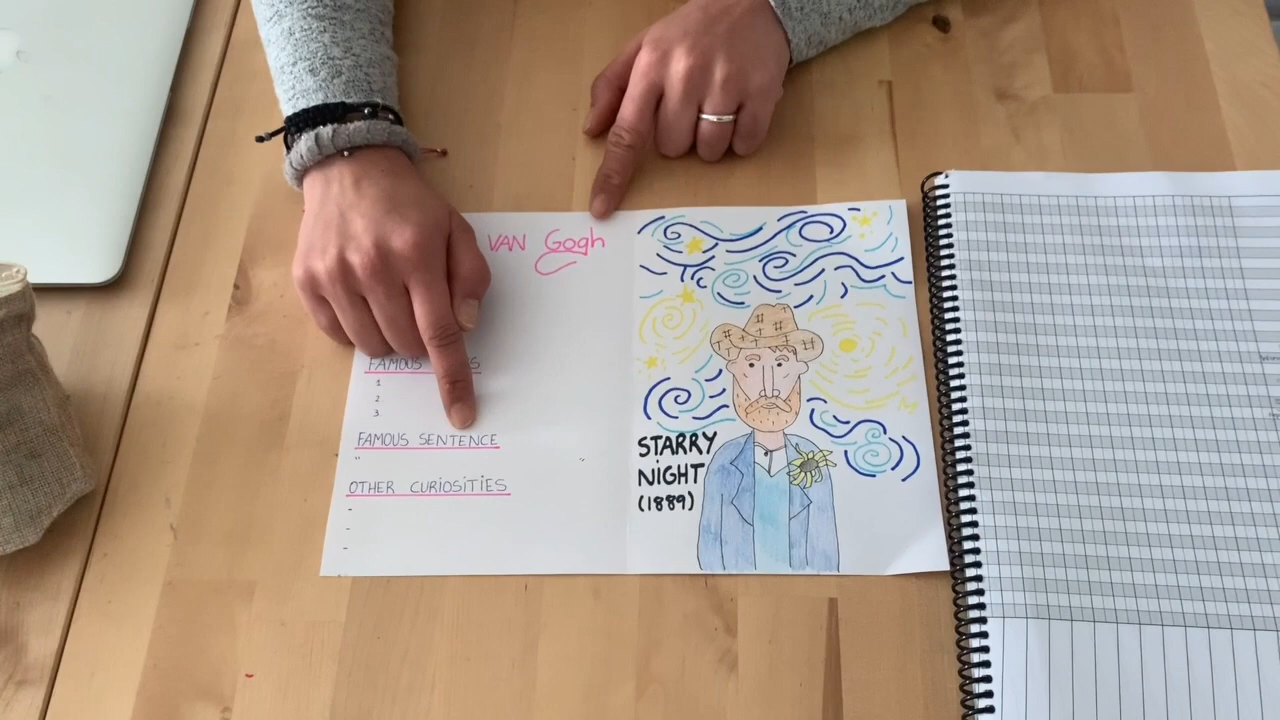 VAN Gogh
FAMOUS
1
2
3.
FAMOUS SENTENCE
"
"
OTHER CURIOSITIES
-
-
-
STARRY
NIGHT
(1889)